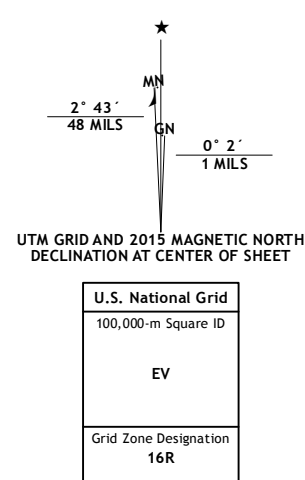 ★
MN
GN
2° 43´
48 MILS
0° 2´
1 MILS
UTM GRID AND 2015 MAGNETIC NORTH
DECLINATION AT CENTER OF SHEET
U.S. National Grid
100,000-m Square ID
EV
Grid Zone Designation
16R